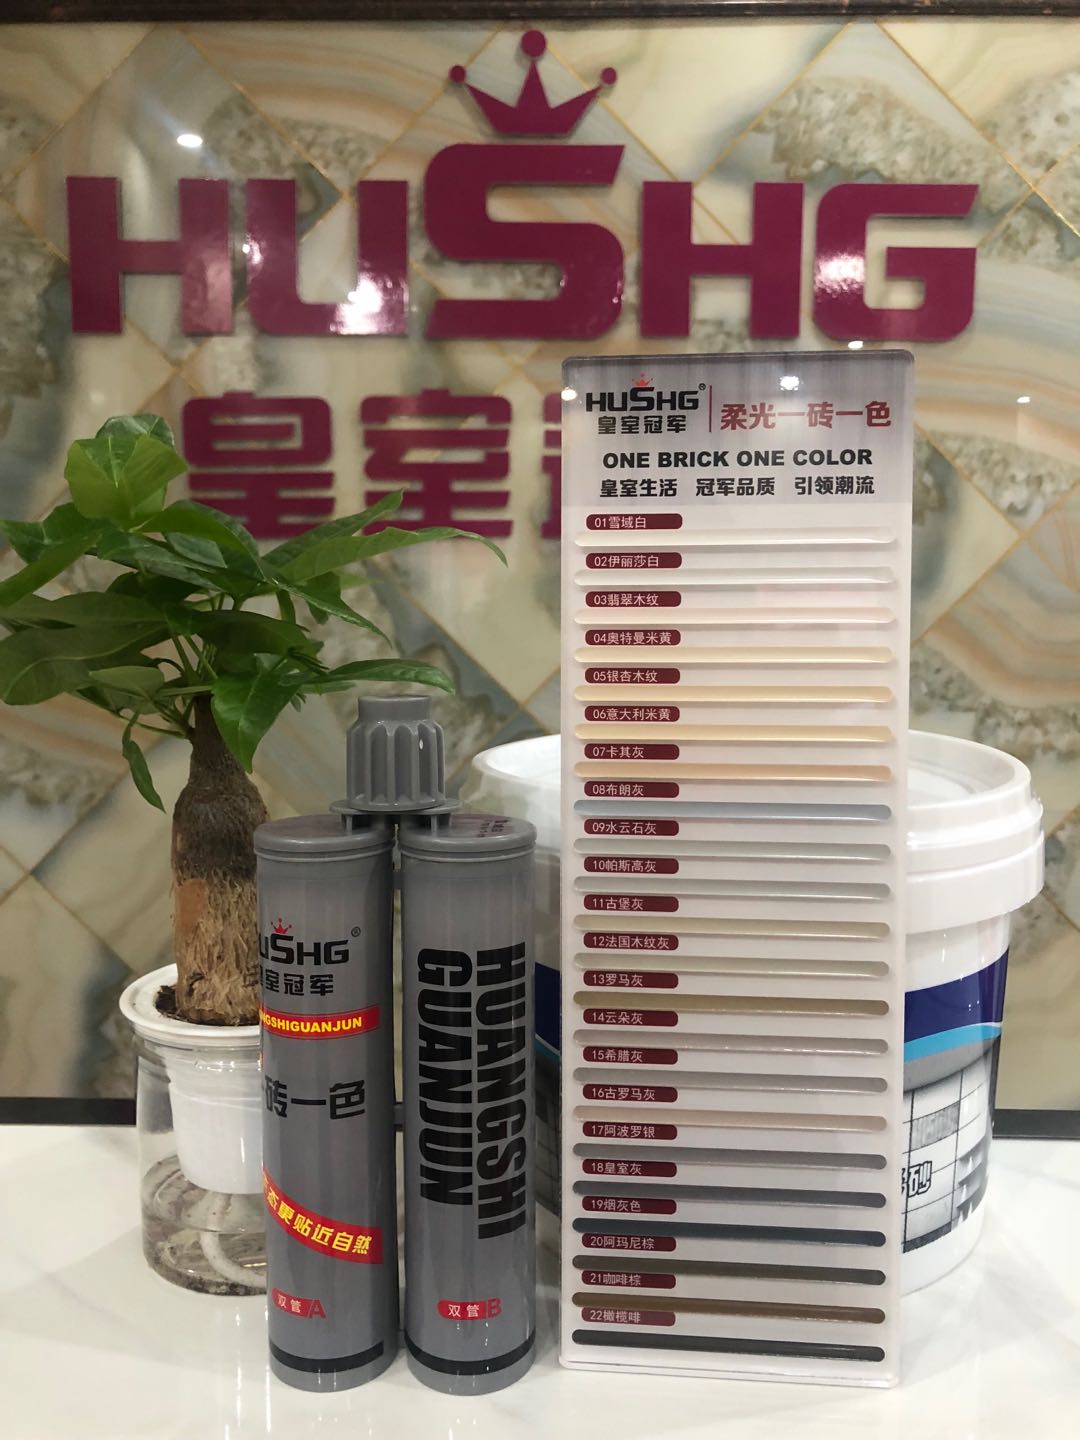 HUSHG
皇室
HUSHG®
皇室冠军
柔光一砖一色
ONE BRICK ONE COLOR
皇室生活 冠军品质 引领潮流
01雪域白
02伊丽莎白
03翡翠木纹
04奥特曼米黄
05银杏木纹
06意大利米黄
07卡其灰
08布朗灰
09水云石灰
10帕斯高灰
11古堡灰
12法国木纹灰
13罗马灰
14云朵灰
15希腊灰
16古罗马灰
17阿波罗银
18皇室灰
19烟灰色
20阿玛尼棕
21咖啡棕
22橄榄啡
HUSHG®
皇室冠军
NGSHIGUANJUN
一砖一色
态更贴近自然
双管A
HUANGSHI
GUANJUN
双管B